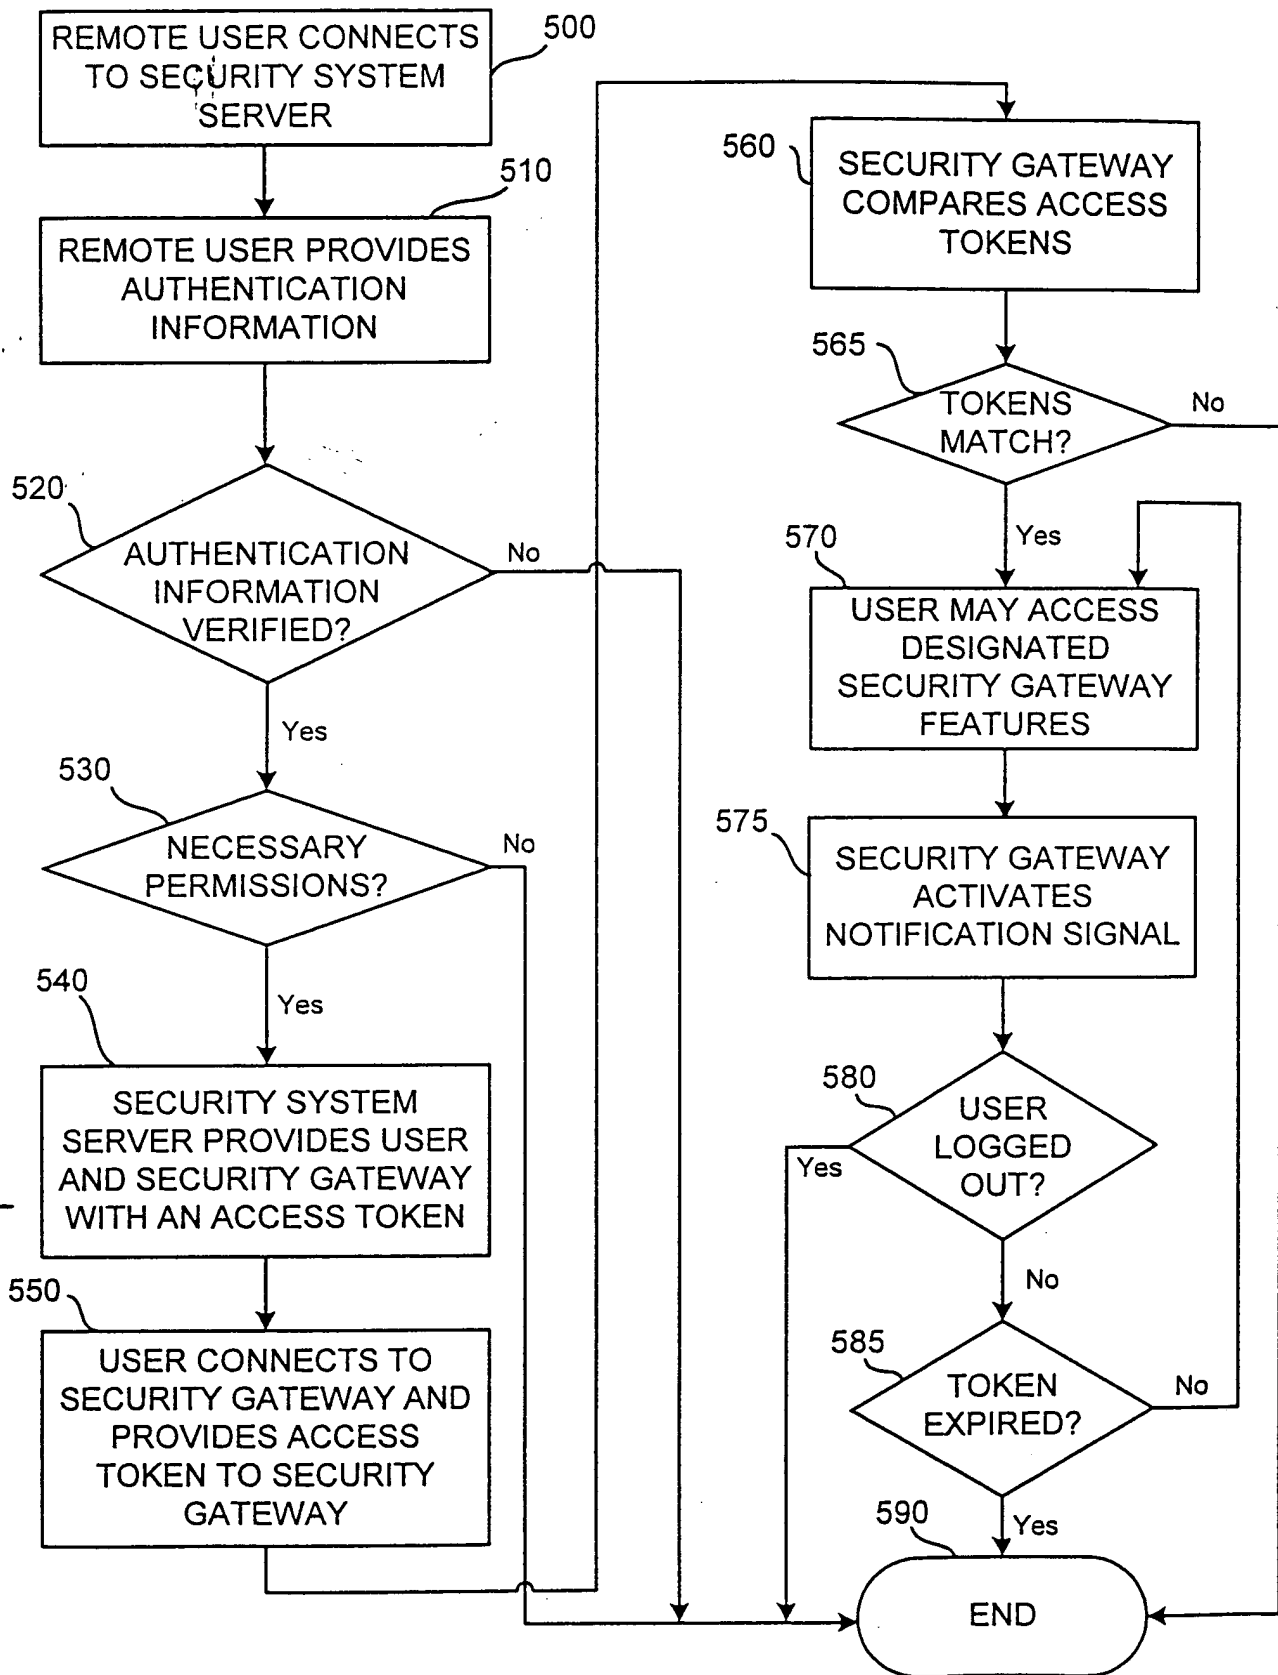 500
REMOTE USER CONNECTS
TO SECURITY SYSTEM
SERVER
510
REMOTE USER PROVIDES
AUTHENTICATION
INFORMATION
520
AUTHENTICATION
INFORMATION
VERIFIED?
No
Yes
530
NECESSARY
PERMISSIONS?
No
Yes
540
SECURITY SYSTEM
SERVER PROVIDES USER
AND SECURITY GATEWAY
WITH AN ACCESS TOKEN
550
USER CONNECTS TO
SECURITY GATEWAY AND
PROVIDES ACCESS
TOKEN TO SECURITY
GATEWAY
560
SECURITY GATEWAY
COMPARES ACCESS
TOKENS
565
TOKENS
MATCH?
No
Yes
570
USER MAY ACCESS
DESIGNATED
SECURITY GATEWAY
FEATURES
575
SECURITY GATEWAY
ACTIVATES
NOTIFICATION SIGNAL
580
USER
LOGGED
OUT?
Yes
No
585
TOKEN
EXPIRED?
No
Yes
590
END